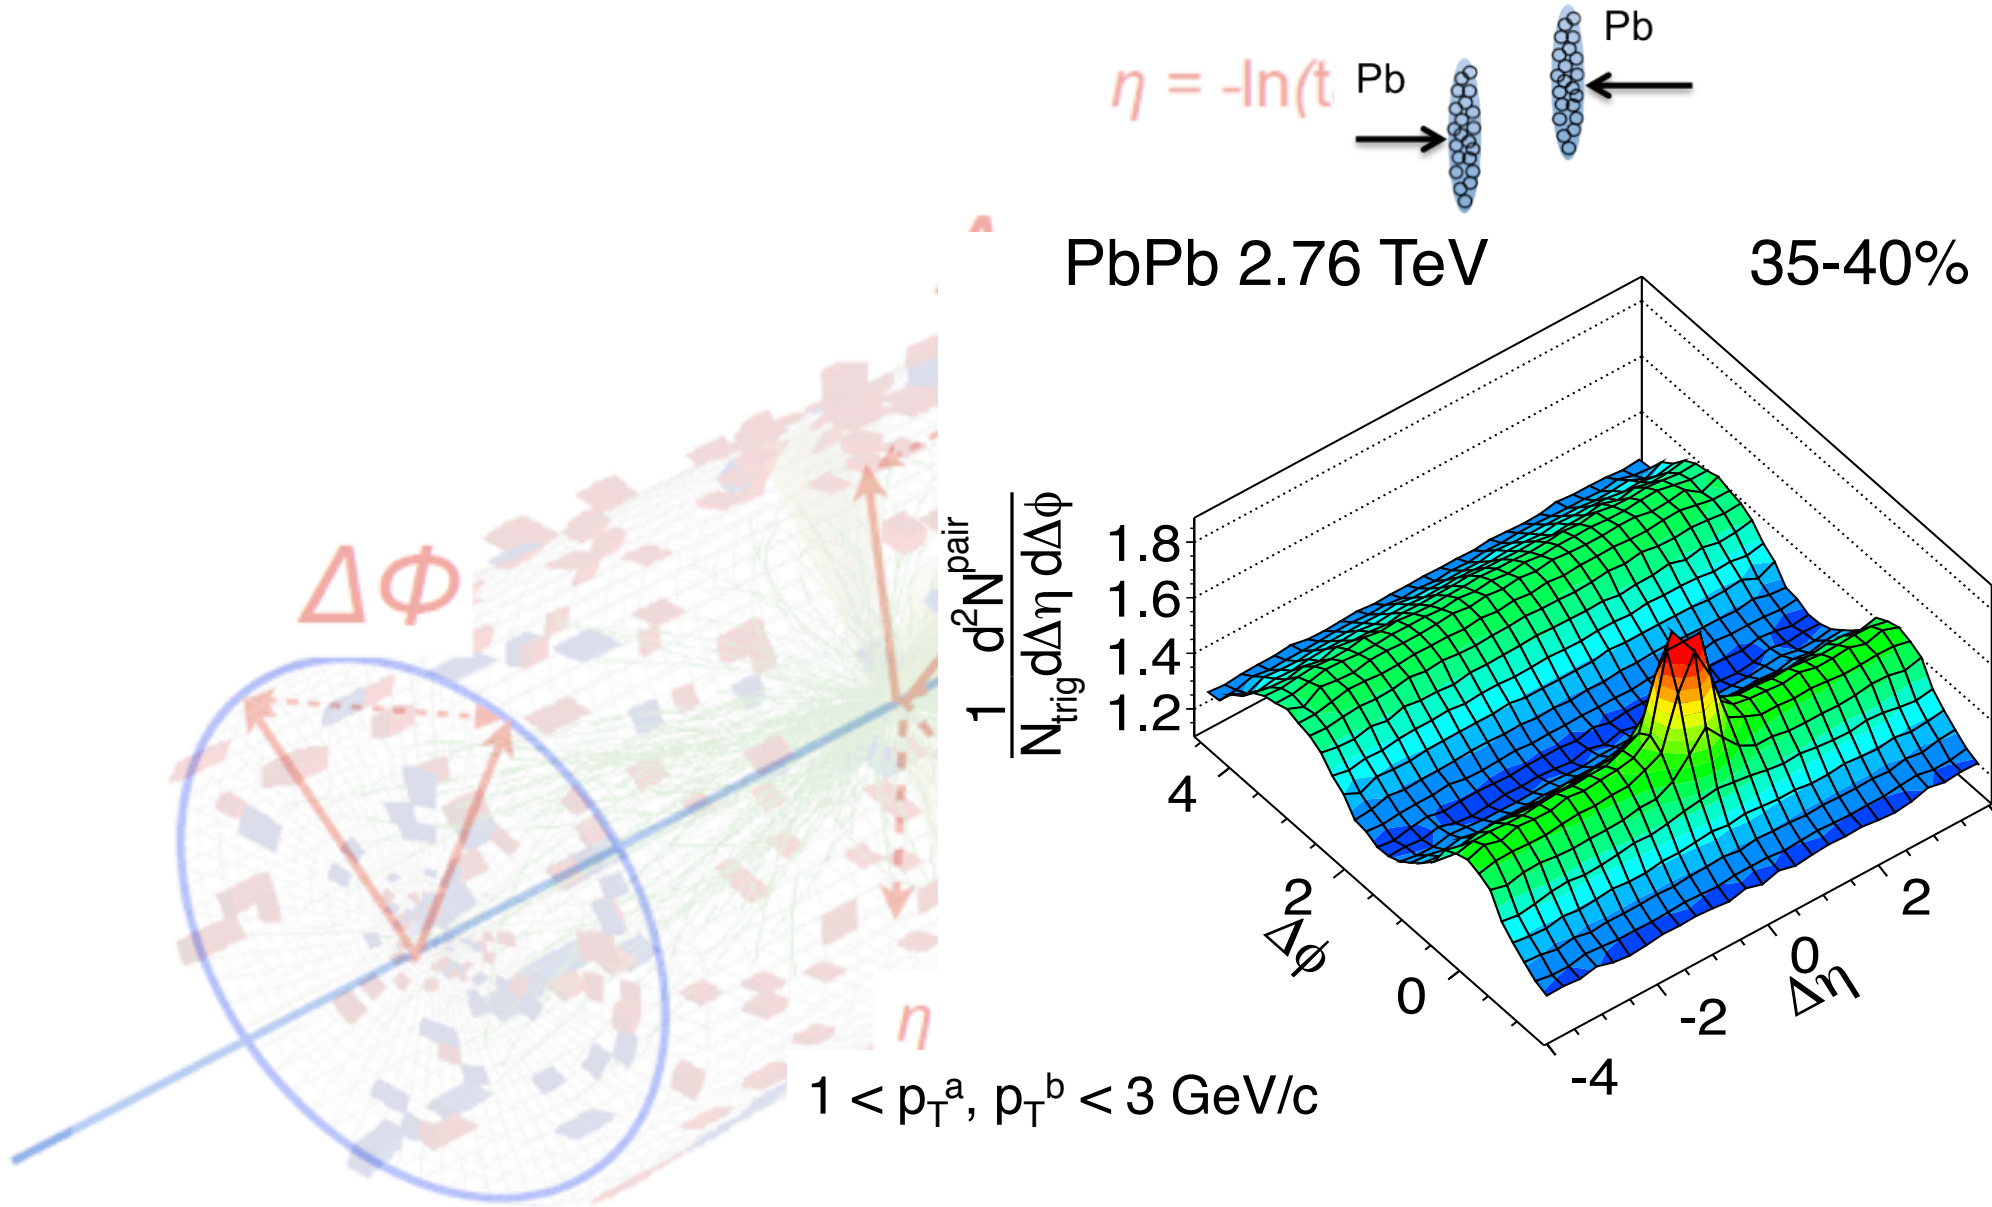 Pb
η = -ln(t
Pb
PbPb 2.76 TeV 35-40%
1 d²N^pair
N_trig dΔη dΔϕ
1.8
1.6
1.4
1.2
ΔΦ
4
2
0
Δϕ
2
0
-2
-4
Δη
η
1 < p_T^a, p_T^b < 3 GeV/c